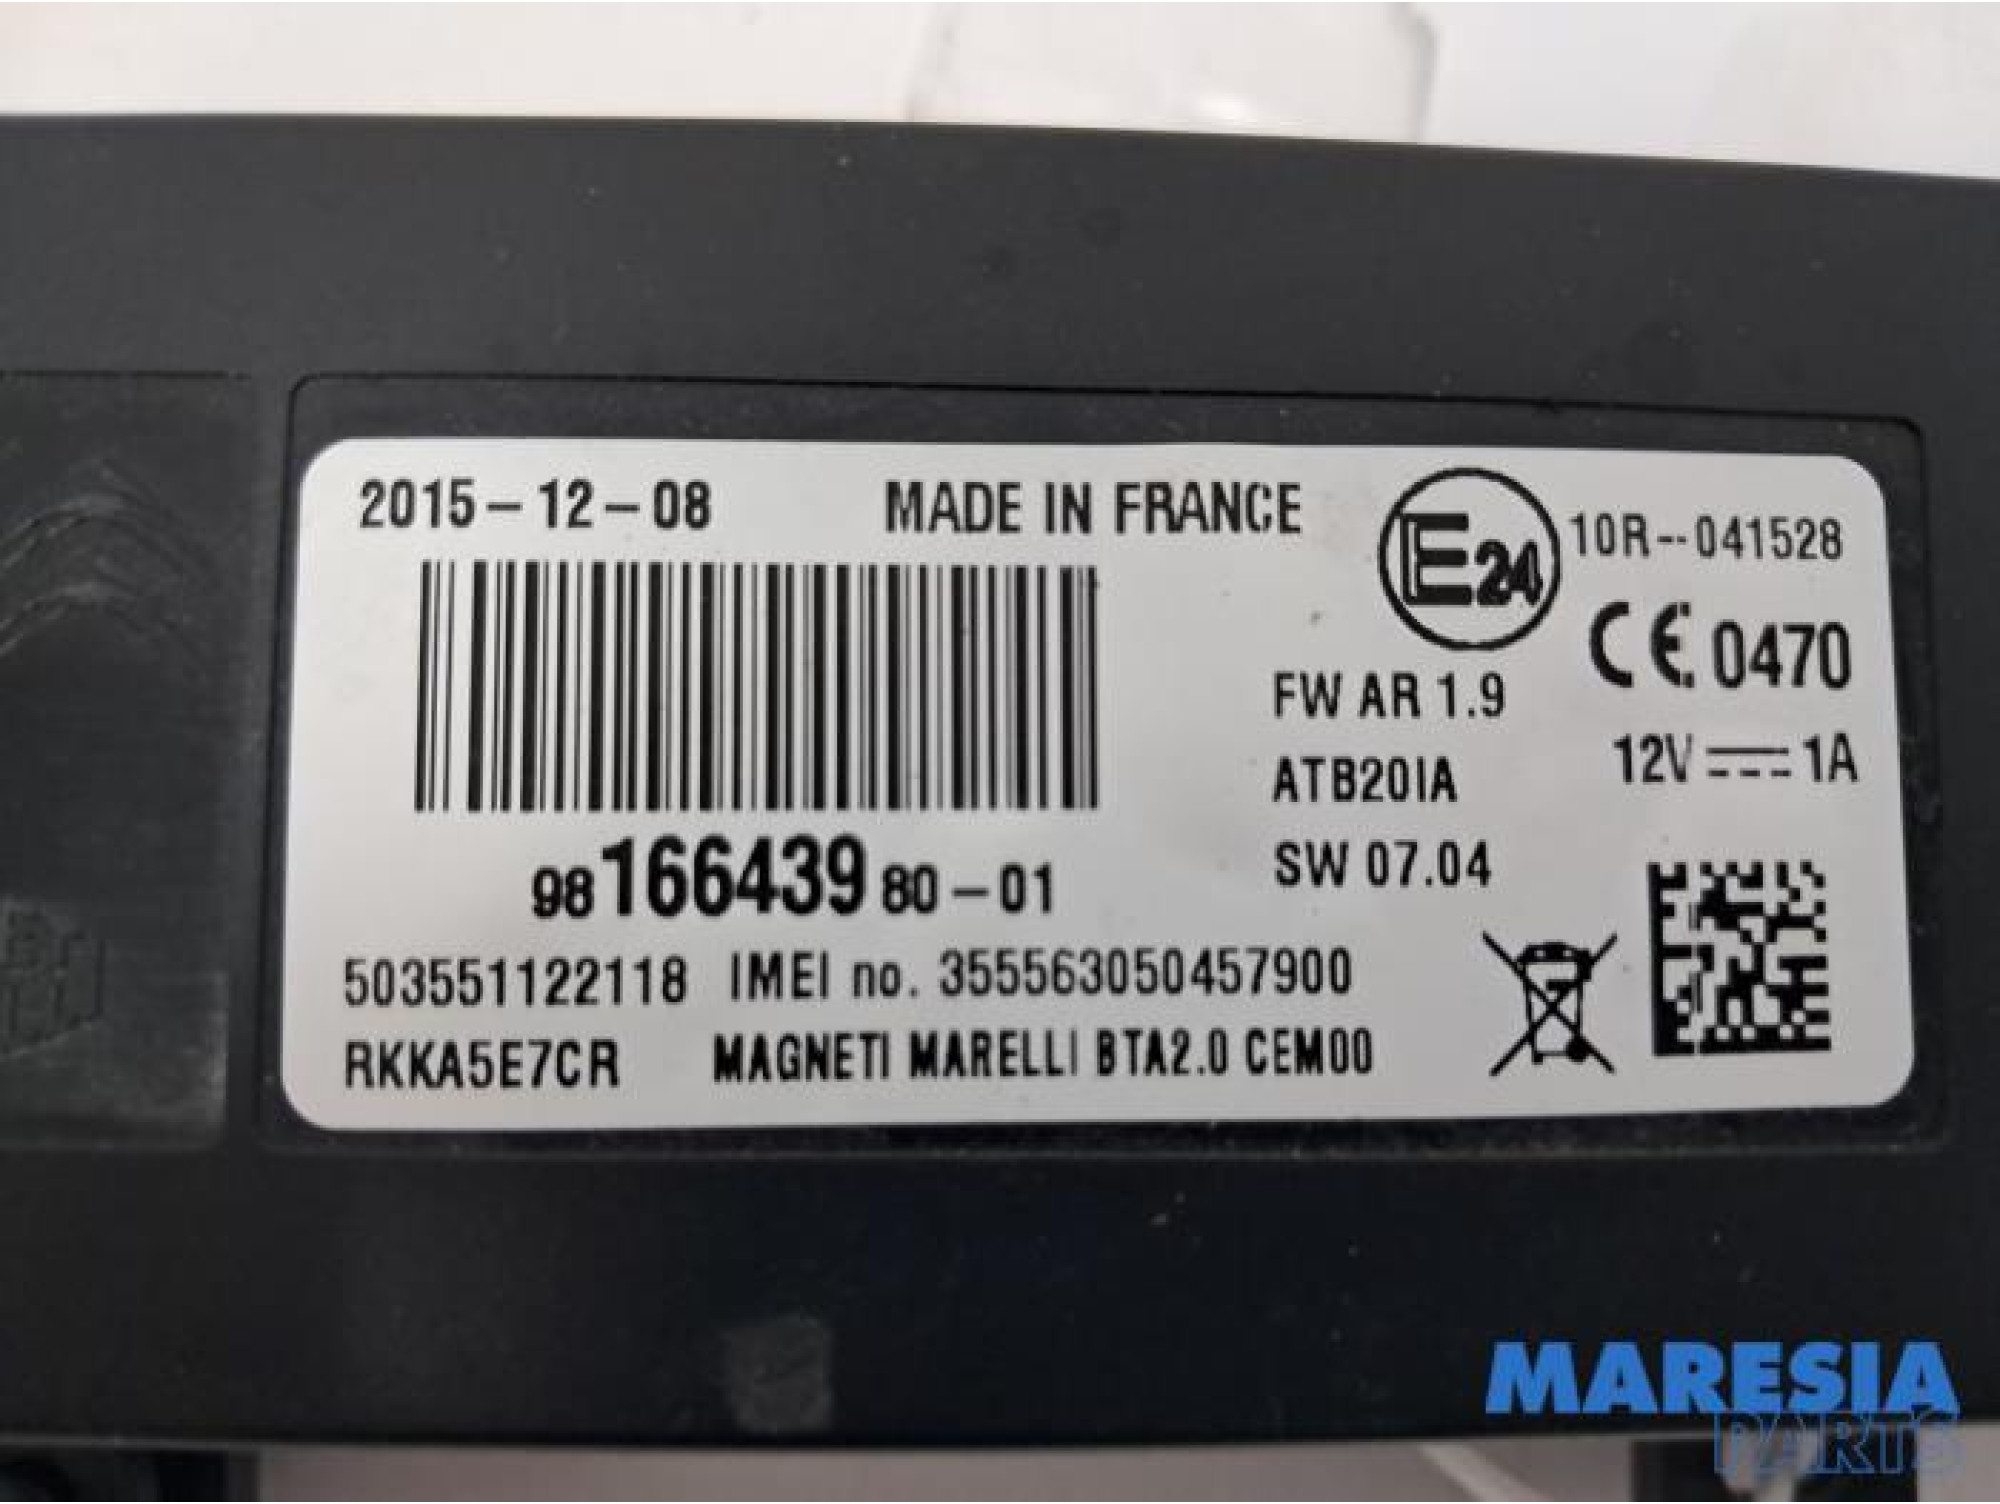 2015-12-08 MADE IN FRANCE
E24 10R--041528
CE 0470
FW AR 1.9
12V 1A
ATB20IA
9816643980-01 SW 07.04
503551122118 IMEI no. 355563050457900
RKKA5E7CR MAGNETI MARELLI BTA2.0 CEM00
MARESIA
PARTS